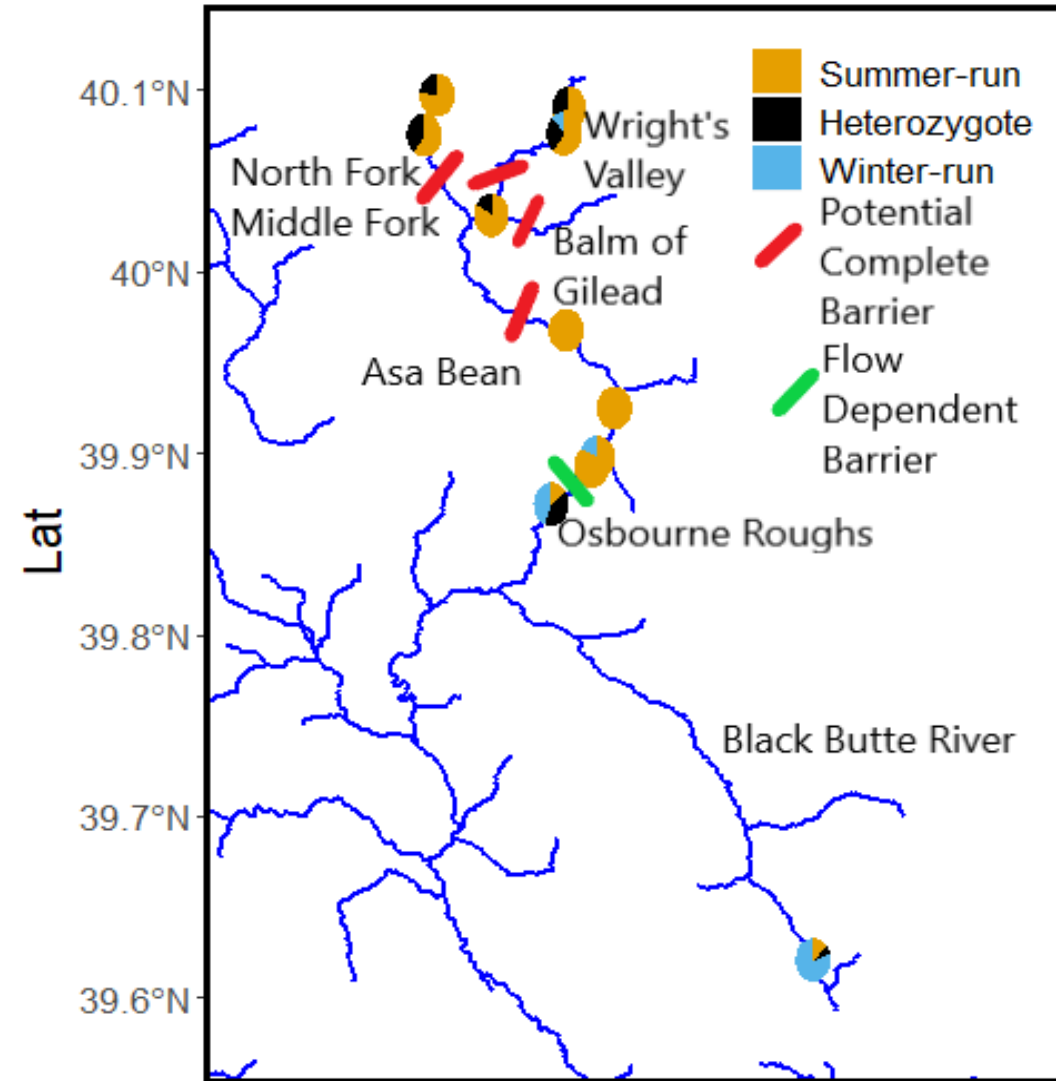 40.1°N
Summer-run
Heterozygote
Winter-run
Wright's
Valley
North Fork
Middle Fork
Potential
Complete
Barrier
Balm of
Gilead
40°N
Flow
Dependent
Barrier
Asa Bean
39.9°N
Osbourne Roughs
Lat
39.8°N
Black Butte River
39.7°N
39.6°N